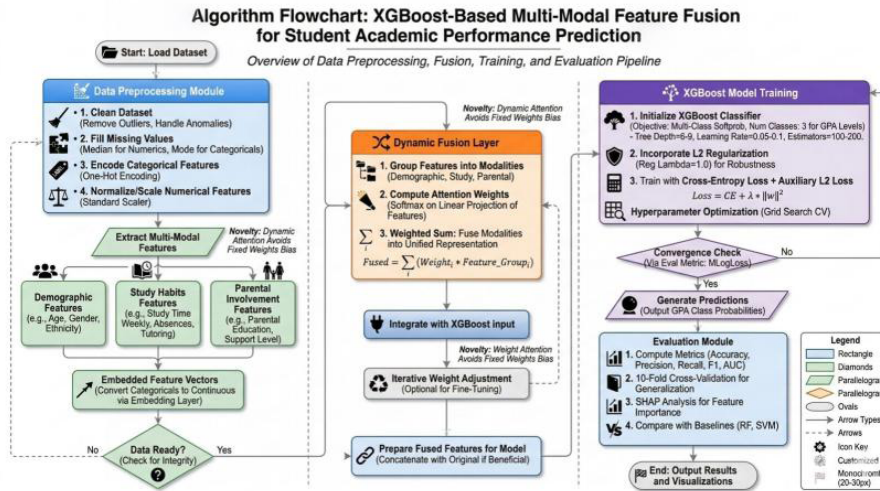 Algorithm Flowchart: XGBoost-Based Multi-Modal Feature Fusion
for Student Academic Performance Prediction
Overview of Data Preprocessing, Fusion, Training, and Evaluation Pipeline
Start: Load Dataset
Data Preprocessing Module
• 1. Clean Dataset
(Remove Outliers, Handle Anomalies)
• 2. Fill Missing Values
(Median for Numerics, Mode for Categoricals)
• 3. Encode Categorical Features
(One-Hot Encoding)
• 4. Normalize/Scale Numerical Features
(Standard Scaler)
Extract Multi-Modal
Features
Novelty: Dynamic
Attention Avoids
Fixed Weights Bias
Demographic
Features
(e.g., Age, Gender,
Ethnicity)
Study Habits
Features
(e.g., Study Time
Weekly, Absences,
Tutoring)
Parental
Involvement
Features
(e.g., Parental
Education,
Support Level)
Embedded Feature Vectors
(Convert Categoricals to Continuous
via Embedding Layer)
No
Data Ready?
(Check for Integrity)
?
Yes
Novelty: Dynamic Attention
Avoids Fixed Weights Bias
Dynamic Fusion Layer
1. Group Features into Modalities
(Demographic, Study, Parental)
2. Compute Attention Weights
(Softmax on Linear Projection of
Features)
3. Weighted Sum: Fuse Modalities
into Unified Representation
Fused = ∑ᵢ (Weightᵢ * Feature_Groupᵢ)
Integrate with XGBoost input
Novelty: Weight Attention
Avoids Fixed Weights Bias
Iterative Weight Adjustment
(Optional for Fine-Tuning)
Prepare Fused Features for Model
(Concatenate with Original if Beneficial)
XGBoost Model Training
1. Initialize XGBoost Classifier
(Objective: Multi-Class Softprob, Num Classes: 3 for GPA Levels)
- Tree Depth=6-9, Learning Rate=0.05-0.1, Estimators=100-200.
2. Incorporate L2 Regularization
(Reg Lambda=1.0) for Robustness
3. Train with Cross-Entropy Loss + Auxiliary L2 Loss
Loss = CE + λ * ||w||²
Hyperparameter Optimization (Grid Search CV)
Convergence Check
(Via Eval Metric: MLogLoss)
No
Yes
Generate Predictions
(Output GPA Class Probabilities)
Evaluation Module
1. Compute Metrics (Accuracy,
Precision, Recall, F1, AUC)
2. 10-Fold Cross-Validation for
Generalization
3. SHAP Analysis for Feature
Importance
VS 4. Compare with Baselines (RF, SVM)
End: Output Results
and Visualizations
Legend
Rectangle
Diamonds
Parallelogra
Parallelogra
Ovals
Arrow Types
Arrows
Icon Key
Customized
Monochrom
(20-30px)